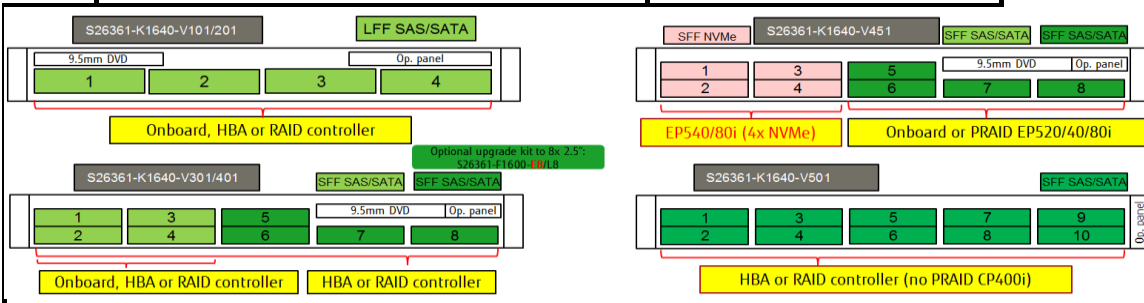 S26361-K1640-V101/201
LFF SAS/SATA
9.5mm DVD
Op. panel
1 2 3 4
Onboard, HBA or RAID controller
SFF NVMe
S26361-K1640-V451
SFF SAS/SATA
SFF SAS/SATA
9.5mm DVD
Op. panel
1 3 5
2 4 6 7 8
EP540/80i (4x NVMe)
Onboard or PRAID EP520/40/80i
Optional upgrade kit to 8x 2.5":
S26361-F1600-E8/L8
S26361-K1640-V301/401
SFF SAS/SATA
SFF SAS/SATA
9.5mm DVD
Op. panel
1 3 5
2 4 6 7 8
Onboard, HBA or RAID controller
HBA or RAID controller
S26361-K1640-V501
SFF SAS/SATA
1 3 5 7 9
2 4 6 8 10
Op. panel
HBA or RAID controller (no PRAID CP400i)